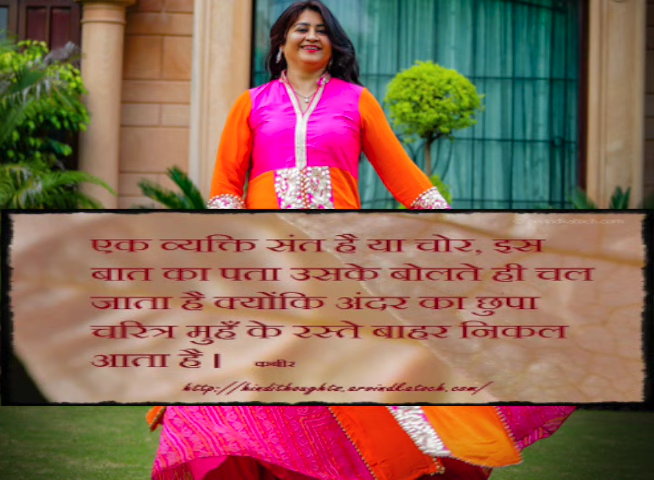 एक व्यक्ति संत है या चोर, इस
बात का पता उसके बोलते ही चल
जाता है क्योंकि अंदर का छुपा
चरित्र मुहँ के रस्ते बाहर निकल
आता है । कबीर
http://hindithoughts.arvindkatoch.com/